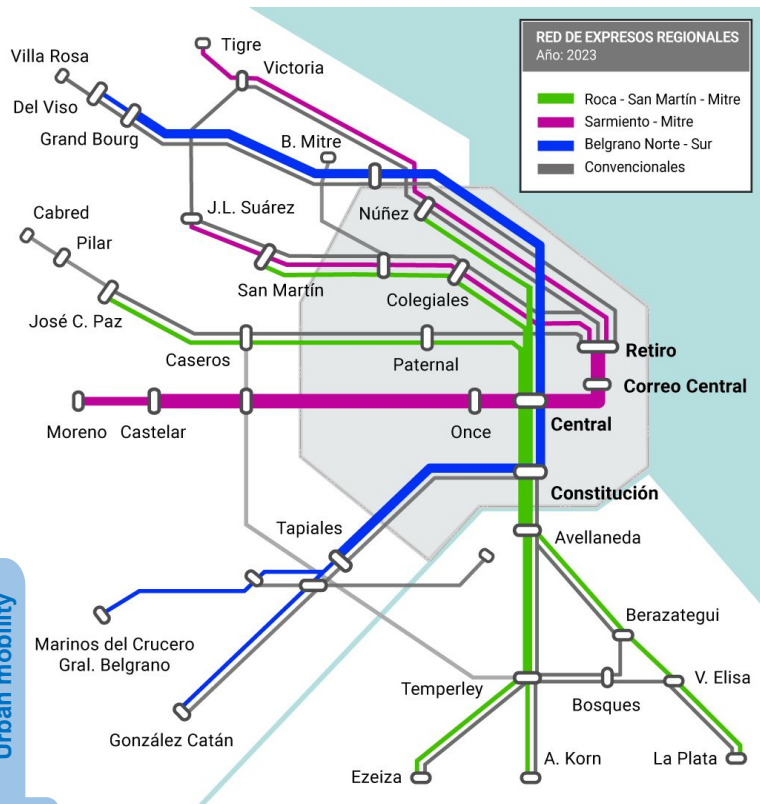 RED DE EXPRESOS REGIONALES
Año: 2023
Roca - San Martín - Mitre
Sarmiento - Mitre
Belgrano Norte - Sur
Convencionales
Tigre
Villa Rosa
Victoria
Del Viso
Grand Bourg
B. Mitre
Cabred
J.L. Suárez
Núñez
Pilar
San Martín
Colegiales
José C. Paz
Caseros
Paternal
Retiro
Correo Central
Moreno
Castelar
Once
Central
Constitución
Tapiales
Avellaneda
Berazategui
Marinos del Crucero
Gral. Belgrano
Temperley
V. Elisa
Bosques
González Catán
Ezeiza
A. Korn
La Plata
Urban mobility